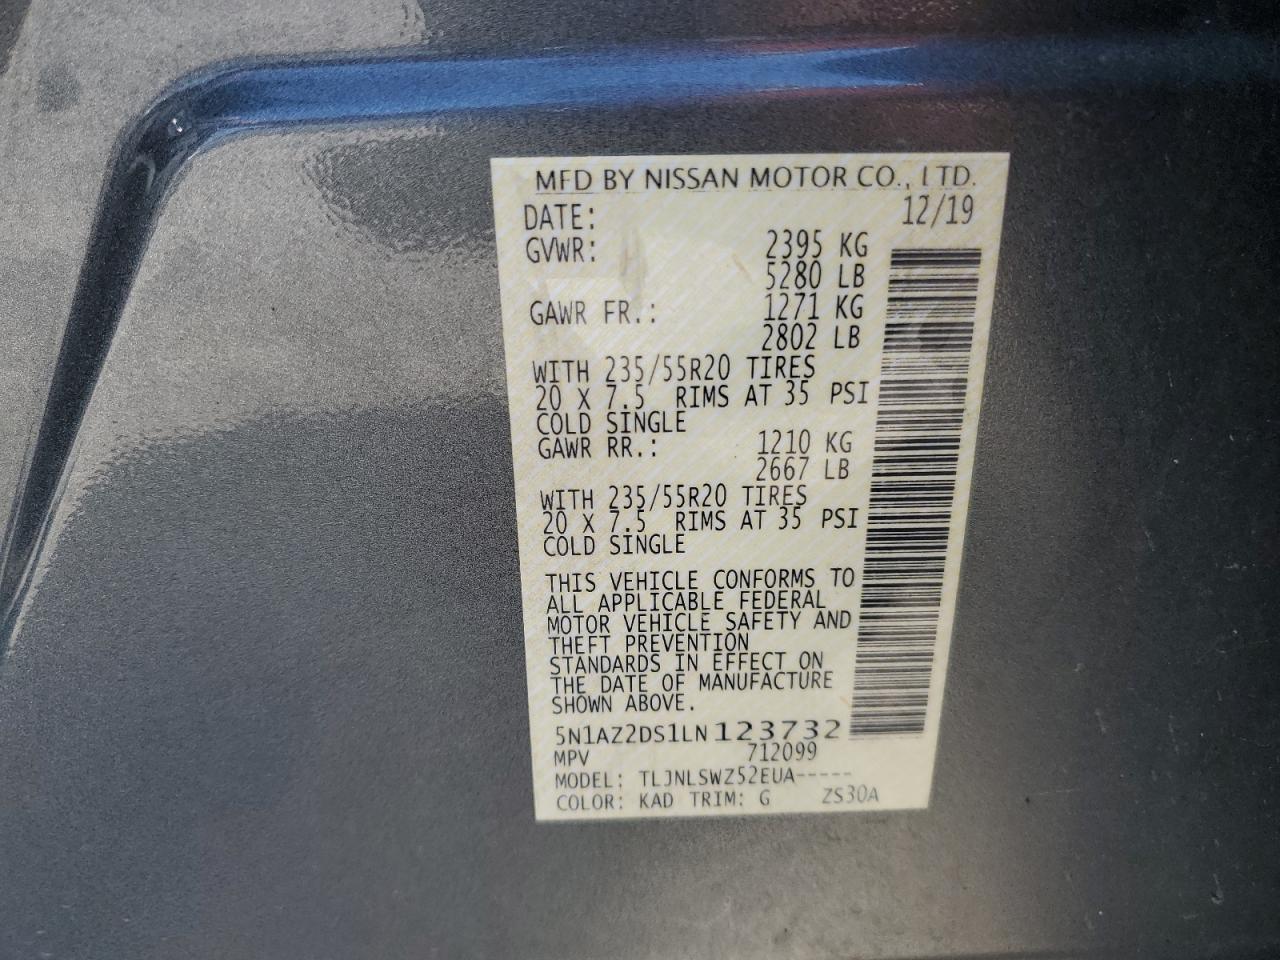 MFD BY NISSAN MOTOR CO., LTD.
DATE: 12/19
GVWR: 2395 KG
5280 LB
GAWR FR.: 1271 KG
2802 LB
WITH 235/55R20 TIRES
20 X 7.5 RIMS AT 35 PSI
COLD SINGLE
GAWR RR.: 1210 KG
2667 LB
WITH 235/55R20 TIRES
20 X 7.5 RIMS AT 35 PSI
COLD SINGLE
THIS VEHICLE CONFORMS TO
ALL APPLICABLE FEDERAL
MOTOR VEHICLE SAFETY AND
THEFT PREVENTION
STANDARDS IN EFFECT ON
THE DATE OF MANUFACTURE
SHOWN ABOVE.
5N1AZ2DS1LN123732
MPV 712099
MODEL: TLJNLSWZ52EUA-----
COLOR: KAD TRIM: G ZS30A